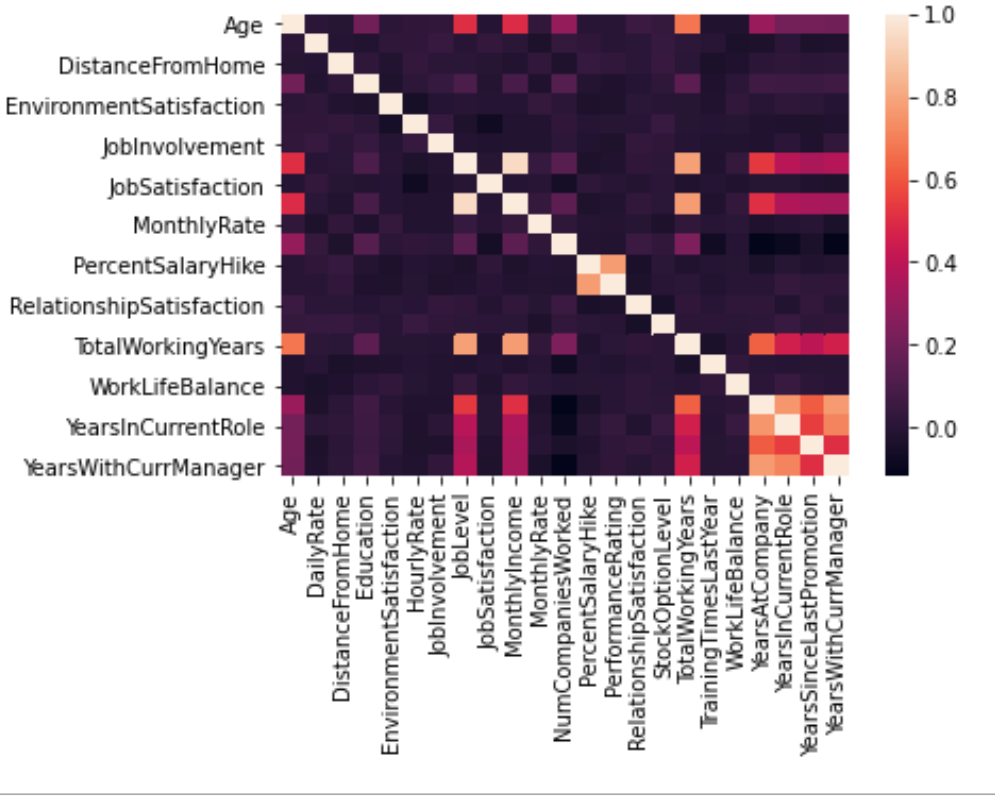 Age
DistanceFromHome
EnvironmentSatisfaction
JobInvolvement
JobSatisfaction
MonthlyRate
PercentSalaryHike
RelationshipSatisfaction
TotalWorkingYears
WorkLifeBalance
YearsInCurrentRole
YearsWithCurrManager
Age
DailyRate
DistanceFromHome
Education
EnvironmentSatisfaction
HourlyRate
JobInvolvement
JobLevel
JobSatisfaction
MonthlyIncome
MonthlyRate
NumCompaniesWorked
PercentSalaryHike
PerformanceRating
RelationshipSatisfaction
StockOptionLevel
TotalWorkingYears
TrainingTimesLastYear
WorkLifeBalance
YearsAtCompany
YearsInCurrentRole
YearsSinceLastPromotion
YearsWithCurrManager
1.0
0.8
0.6
0.4
0.2
0.0